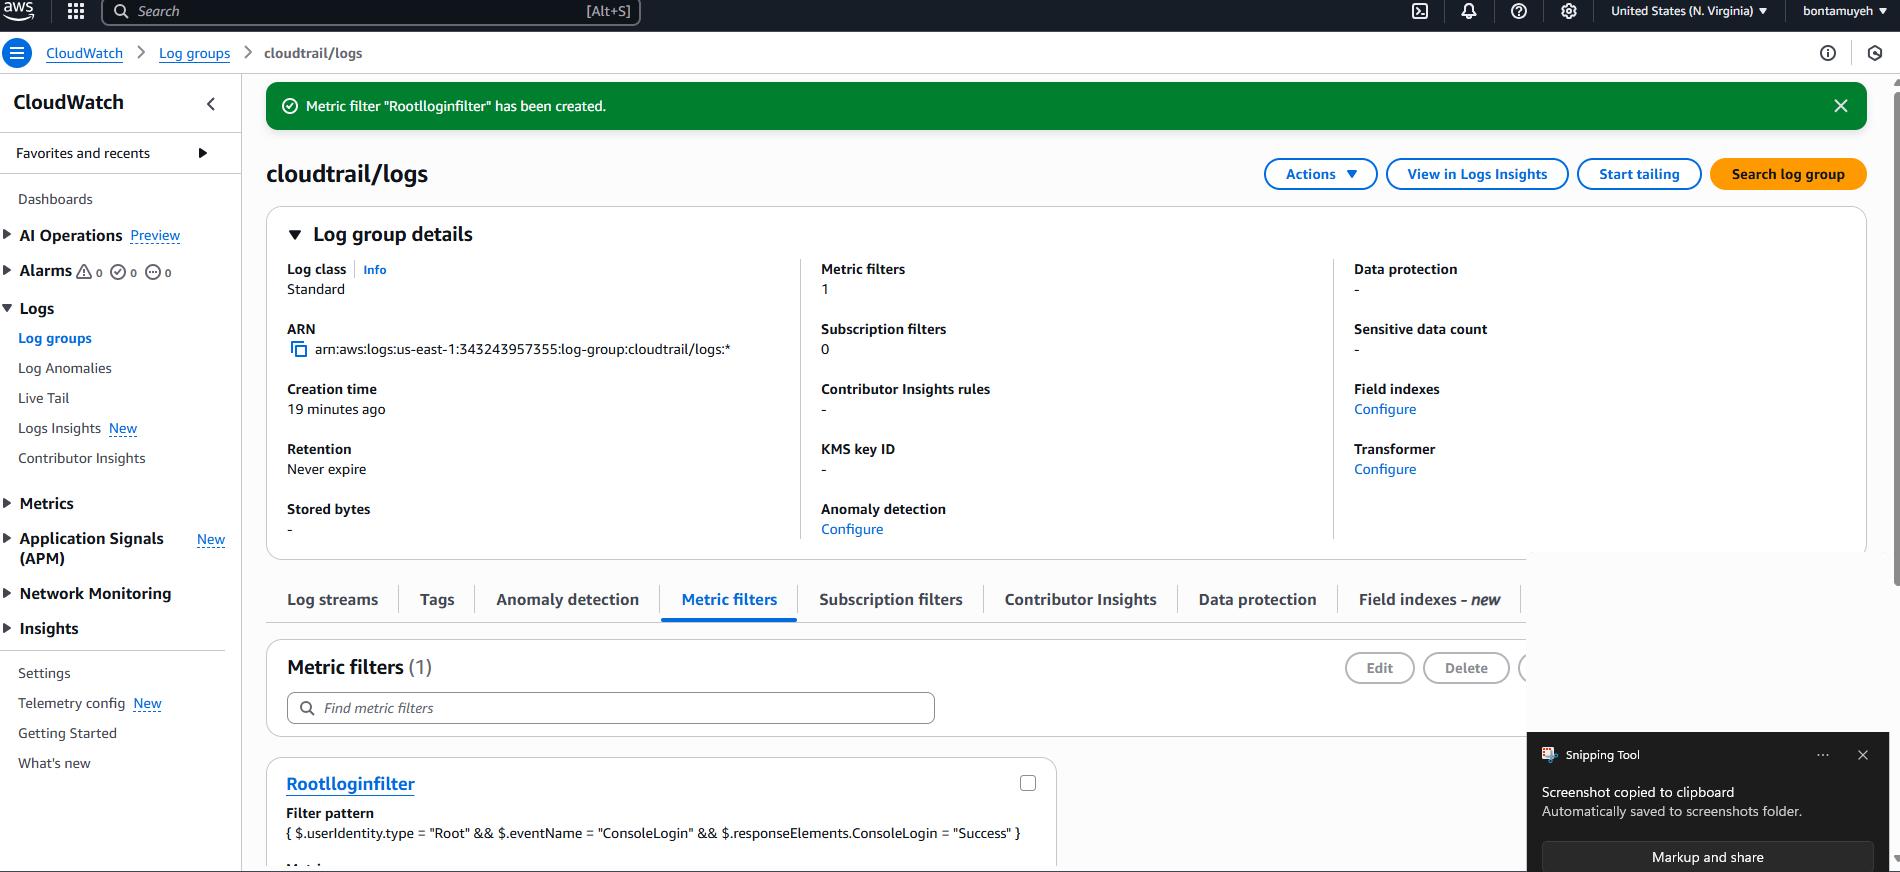 aws
Search [Alt+S]
United States (N. Virginia)
bontamuyeh
CloudWatch
Log groups
cloudtrail/logs
CloudWatch
Favorites and recents
Dashboards
AI Operations Preview
Alarms 0 0 0
Logs
Log groups
Log Anomalies
Live Tail
Logs Insights New
Contributor Insights
Metrics
Application Signals New
(APM)
Network Monitoring
Insights
Settings
Telemetry config New
Getting Started
What's new
Metric filter "Rootlloginfilter" has been created.
cloudtrail/logs
Actions
View in Logs Insights
Start tailing
Search log group
Log group details
Log class Info
Standard
ARN
arn:aws:logs:us-east-1:343243957355:log-group:cloudtrail/logs:*
Creation time
19 minutes ago
Retention
Never expire
Stored bytes
-
Metric filters
1
Subscription filters
0
Contributor Insights rules
-
KMS key ID
-
Anomaly detection
Configure
Data protection
-
Sensitive data count
-
Field indexes
Configure
Transformer
Configure
Log streams
Tags
Anomaly detection
Metric filters
Subscription filters
Contributor Insights
Data protection
Field indexes - new
Metric filters (1)
Edit
Delete
Find metric filters
Rootlloginfilter
Filter pattern
{ $.userIdentity.type = "Root" && $.eventName = "ConsoleLogin" && $.responseElements.ConsoleLogin = "Success" }
Snipping Tool
Screenshot copied to clipboard
Automatically saved to screenshots folder.
Markup and share